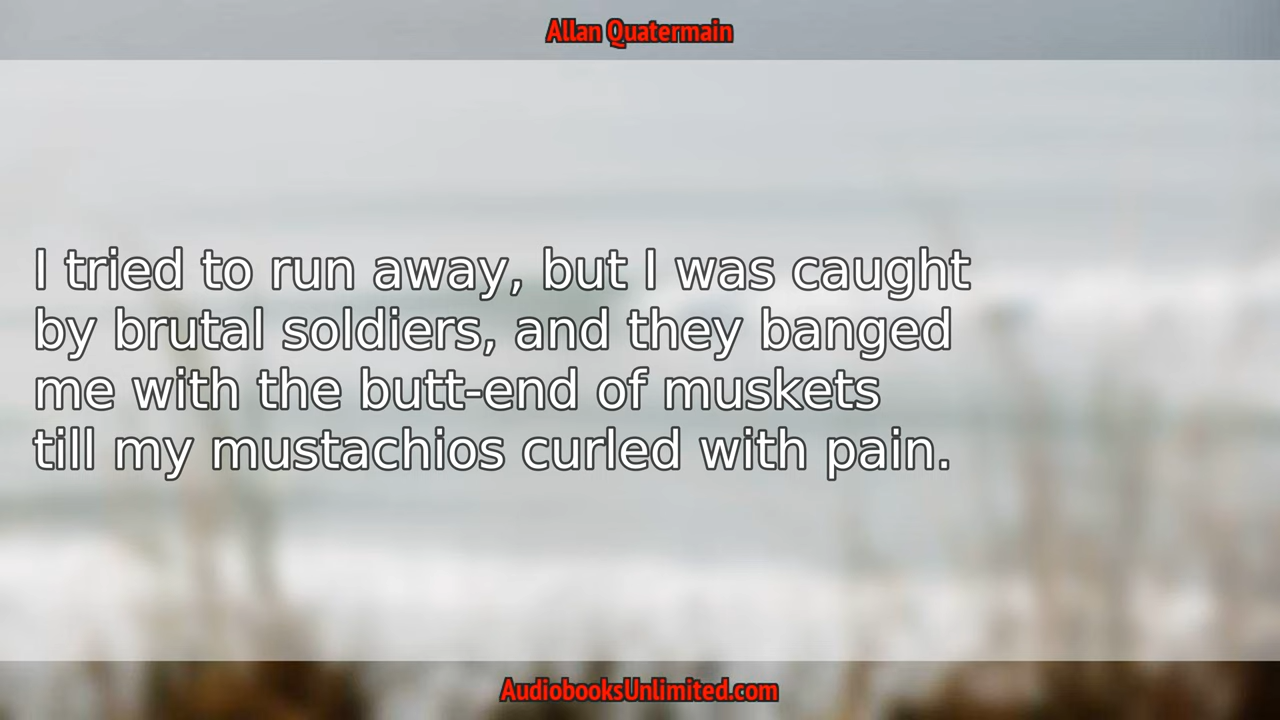 Allan Quatermain
I tried to run away, but I was caught
by brutal soldiers, and they banged
me with the butt-end of muskets
till my mustachios curled with pain.
AudiobooksUnlimited.com